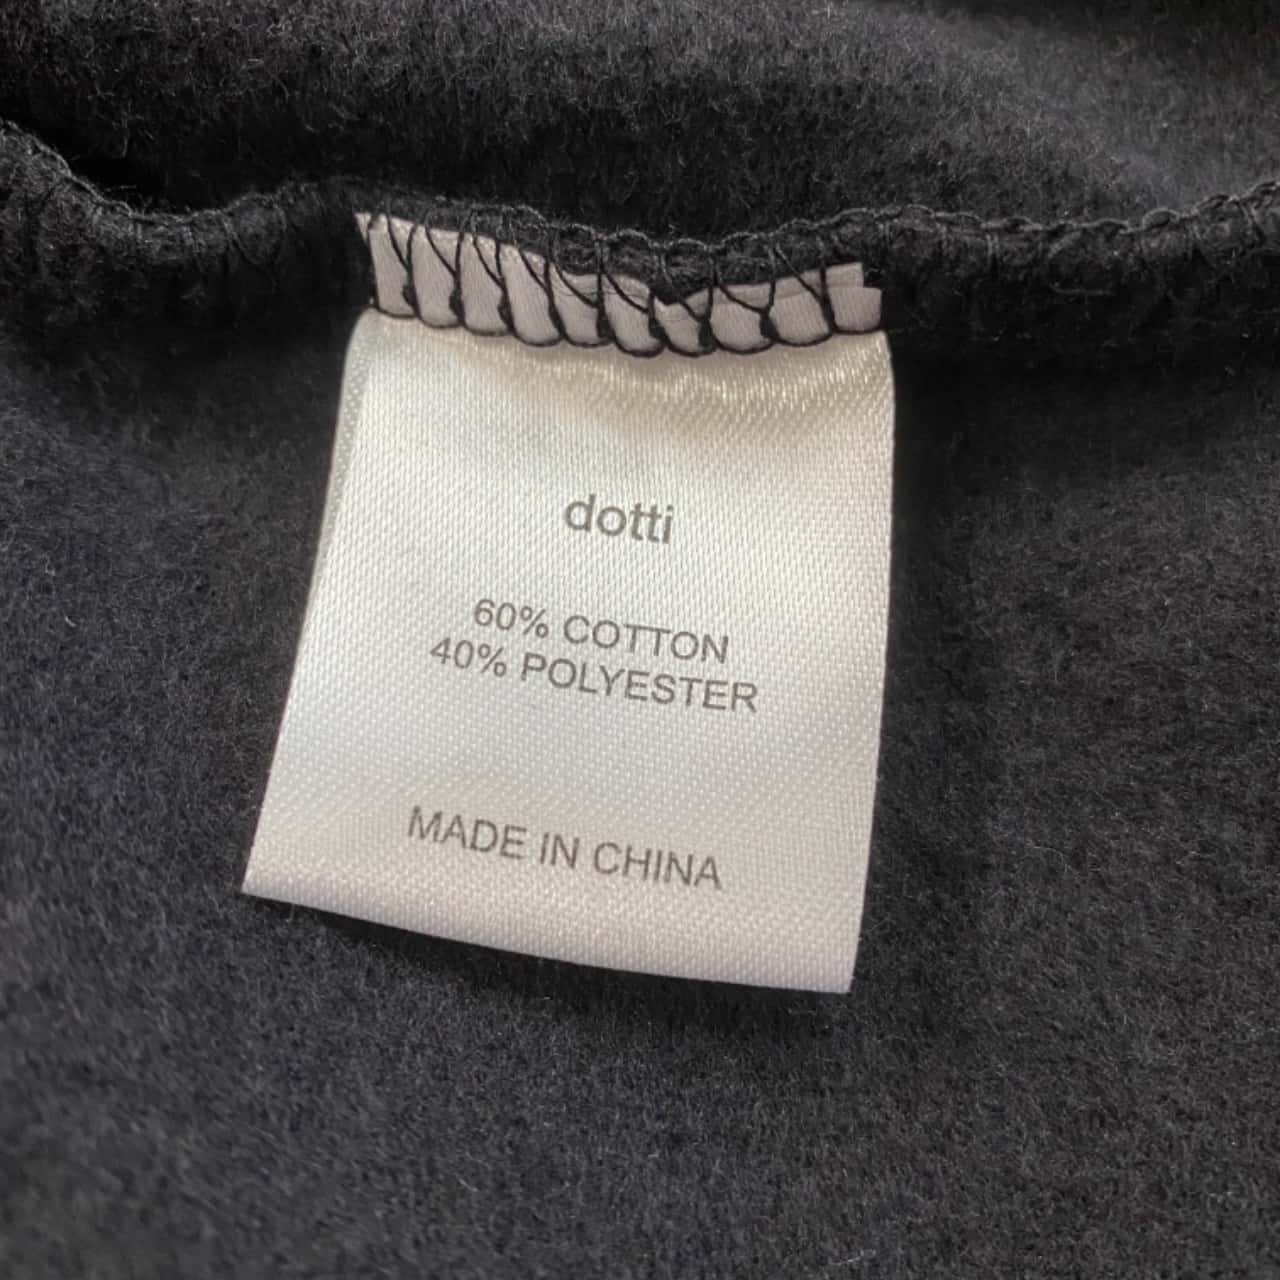 dotti
60% COTTON
40% POLYESTER
MADE IN CHINA